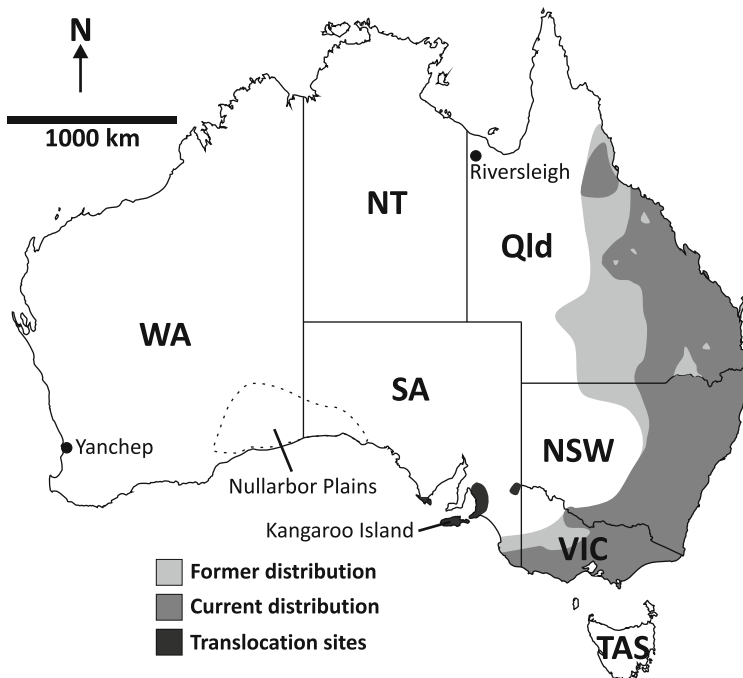 N
1000 km
Riversleigh
NT
Qld
WA
SA
Yanchep
NSW
Nullarbor Plains
Kangaroo Island
VIC
Former distribution
Current distribution
Translocation sites
TAS